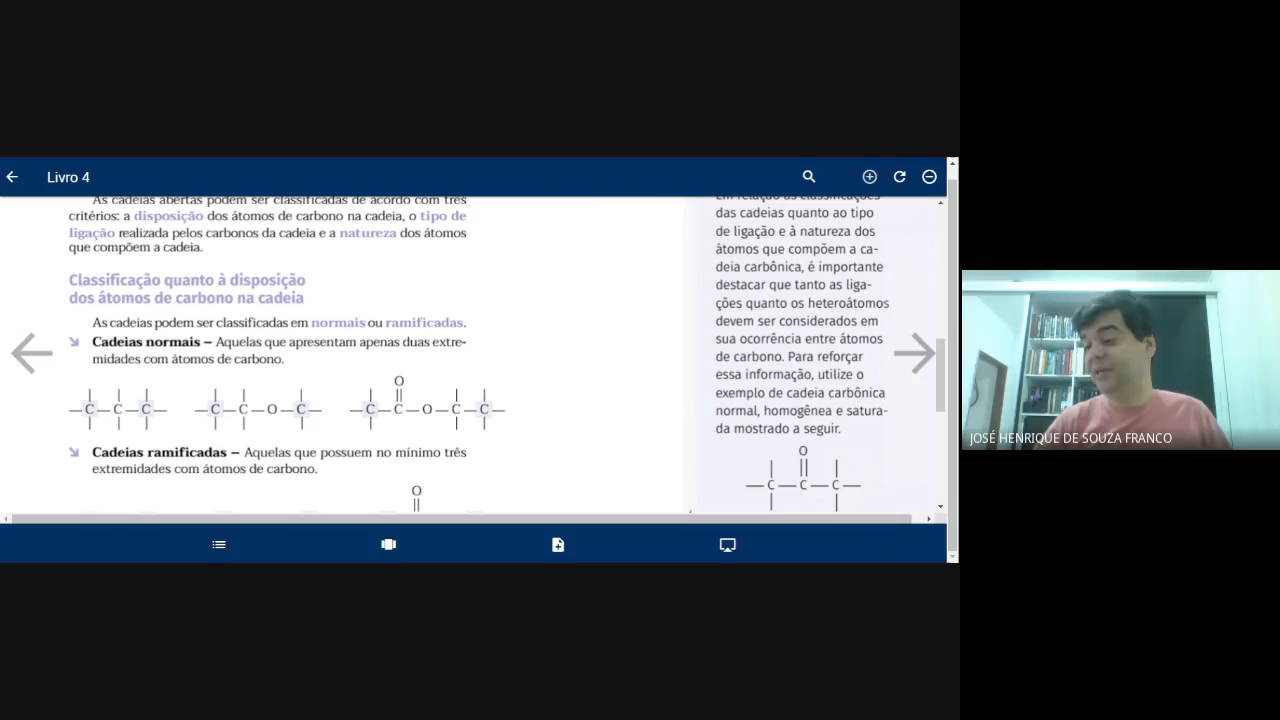 Livro 4
As cadeias abertas podem ser classificadas de acordo com três
critérios: a disposição dos átomos de carbono na cadeia, o tipo de
ligação realizada pelos carbonos da cadeia e a natureza dos átomos
que compõem a cadeia.
Classificação quanto à disposição
dos átomos de carbono na cadeia
As cadeias podem ser classificadas em normais ou ramificadas.
Cadeias normais – Aquelas que apresentam apenas duas extre-
midades com átomos de carbono.
O
C C C C C O C C C O C C
Cadeias ramificadas – Aquelas que possuem no mínimo três
extremidades com átomos de carbono.
O
Em relação às classificações
das cadeias quanto ao tipo
de ligação e à natureza dos
átomos que compõem a ca-
deia carbônica, é importante
destacar que tanto as liga-
ções quanto os heteroátomos
devem ser considerados em
sua ocorrência entre átomos
de carbono. Para reforçar
essa informação, utilize o
exemplo de cadeia carbônica
normal, homogênea e satura-
da mostrado a seguir.
O
C C C
JOSÉ HENRIQUE DE SOUZA FRANCO